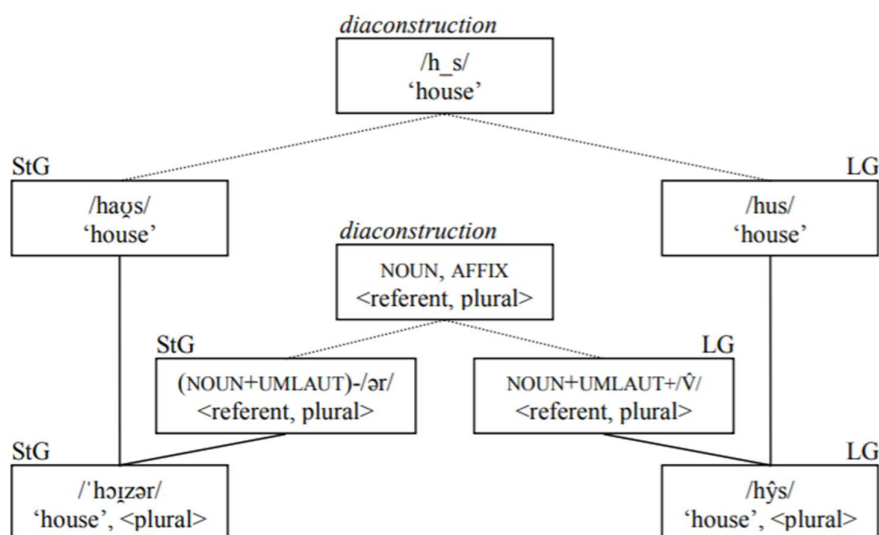 diaconstruction
/h_s/
‘house’
StG
LG
/haʊ̯s/
‘house’
/hus/
‘house’
diaconstruction
NOUN, AFFIX
<referent, plural>
StG
LG
(NOUN+UMLAUT)-/ər/
<referent, plural>
NOUN+UMLAUT+/V̂/
<referent, plural>
StG
LG
/ˈhɔɪ̯zər/
‘house’, <plural>
/hŷs/
‘house’, <plural>